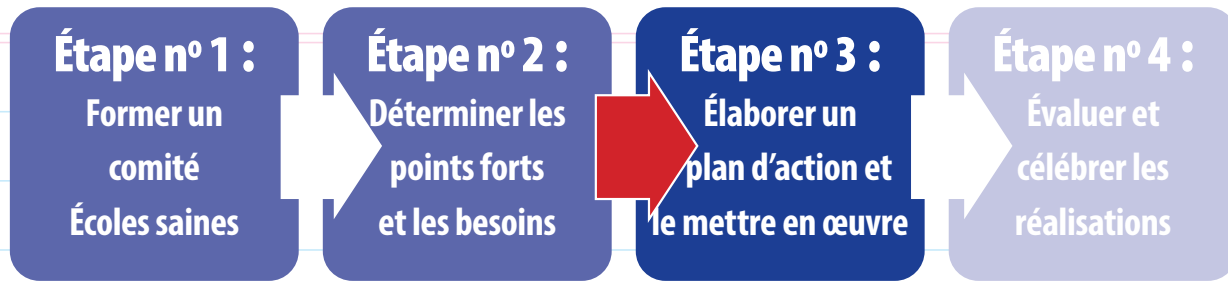 Étape nº 1 :
Former un
comité
Écoles saines
Étape nº 2 :
Déterminer les
points forts
et les besoins
Étape nº 3 :
Élaborer un
plan d’action et
le mettre en œuvre
Étape nº 4 :
Évaluer et
célébrer les
réalisations